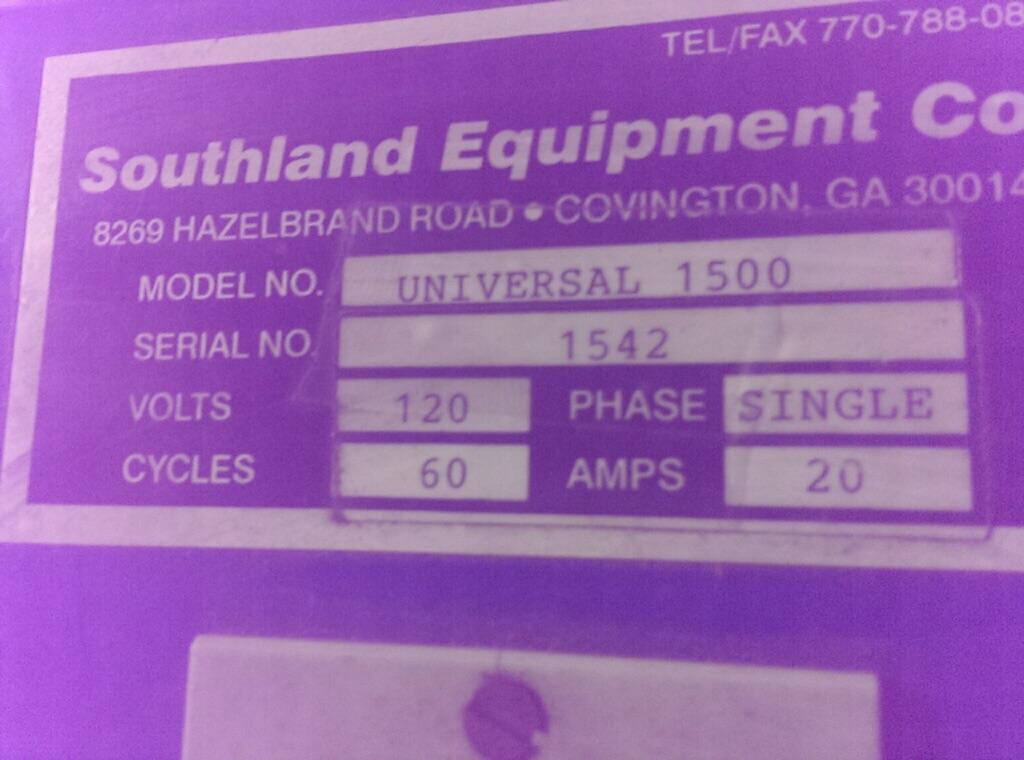 TEL/FAX 770-788-08
Southland Equipment Co
8269 HAZELBRAND ROAD • COVINGTON, GA 30014
MODEL NO. UNIVERSAL 1500
SERIAL NO. 1542
VOLTS 120 PHASE SINGLE
CYCLES 60 AMPS 20